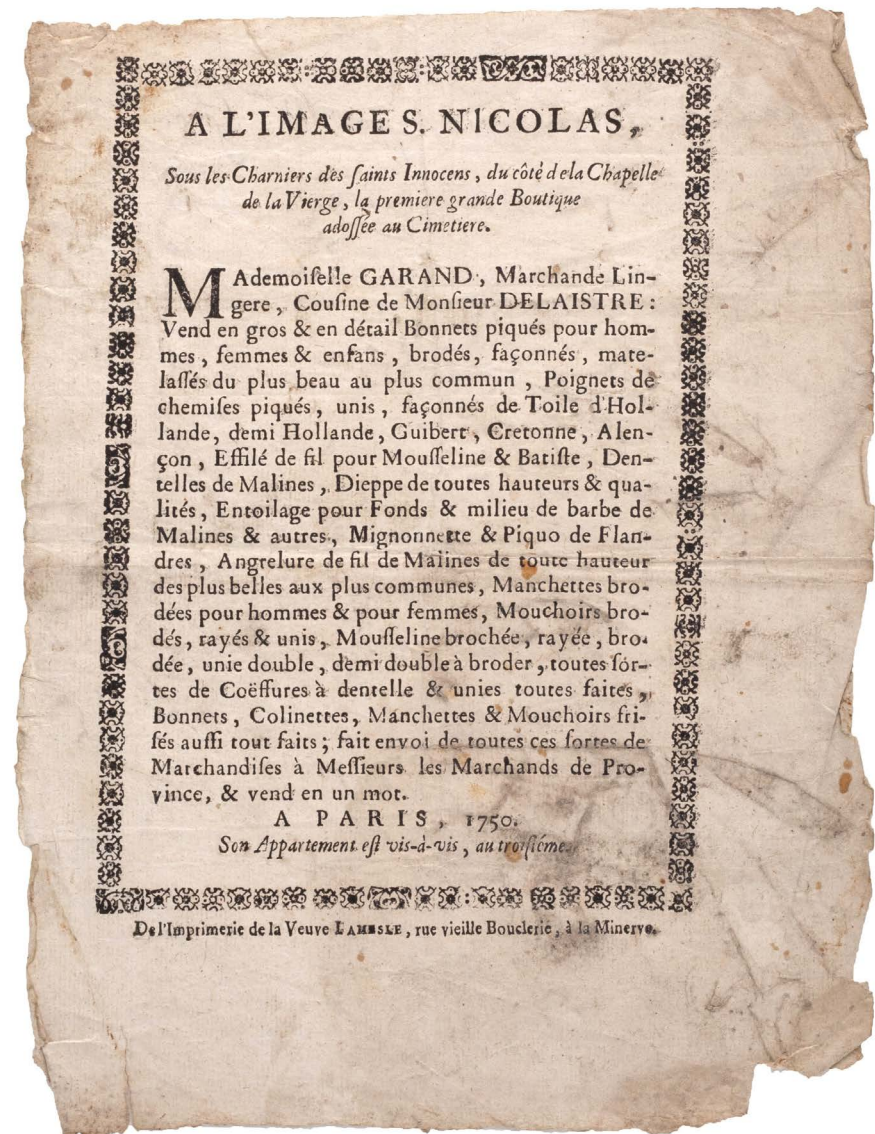 A L'IMAGE S. NICOLAS,
Sous les Charniers des ſaints Innocens, du côté de la Chapelle
de la Vierge, la premiere grande Boutique
adoſſée au Cimetiere.
MAdemoiſelle GARAND, Marchande Lin-
gere, Couſine de Monſieur DELAISTRE:
Vend en gros & en détail Bonnets piqués pour hom-
mes, femmes & enfans, brodés, façonnés, mate-
laſſés du plus beau au plus commun, Poignets de
chemiſes piqués, unis, façonnés de Toile d'Hol-
lande, demi Hollande, Guibert, Cretonne, Alen-
çon, Effilé de fil pour Mouſſeline & Batiſte, Den-
telles de Malines, Dieppe de toutes hauteurs & qua-
lités, Entoilage pour Fonds & milieu de barbe de
Malines & autres, Mignonnette & Piquo de Flan-
dres, Angrelure de fil de Malines de toute hauteur
des plus belles aux plus communes, Manchettes bro-
dées pour hommes & pour femmes, Mouchoirs bro-
dés, rayés & unis, Mouſſeline brochée, rayée, bro-
dée, unie double, demi double à broder, toutes ſor-
tes de Coëffures à dentelle & unies toutes faites,
Bonnets, Colinettes, Manchettes & Mouchoirs fri-
ſés auſſi tout faits; fait envoi de toutes ces ſortes de
Marchandiſes à Meſſieurs les Marchands de Pro-
vince, & vend en un mot.
A PARIS, 1750.
Son Appartement eſt vis-à-vis, au troiſiéme.
De l'Imprimerie de la Veuve LAMESLE, rue vieille Bouclerie, à la Minerve.